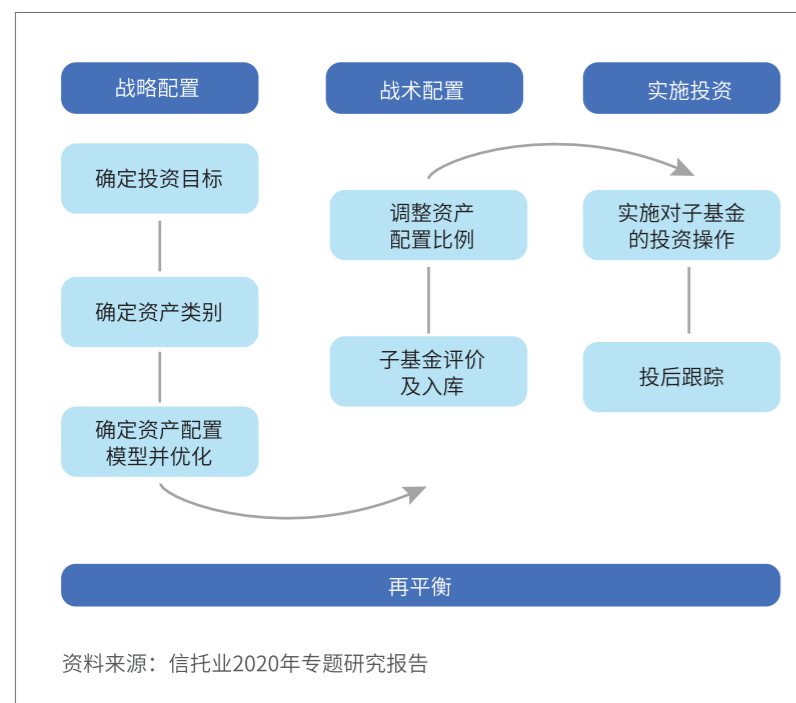 战略配置
确定投资目标
确定资产类别
确定资产配置
模型并优化
战术配置
调整资产
配置比例
子基金评价
及入库
实施投资
实施对子基金
的投资操作
投后跟踪
再平衡
资料来源：信托业2020年专题研究报告